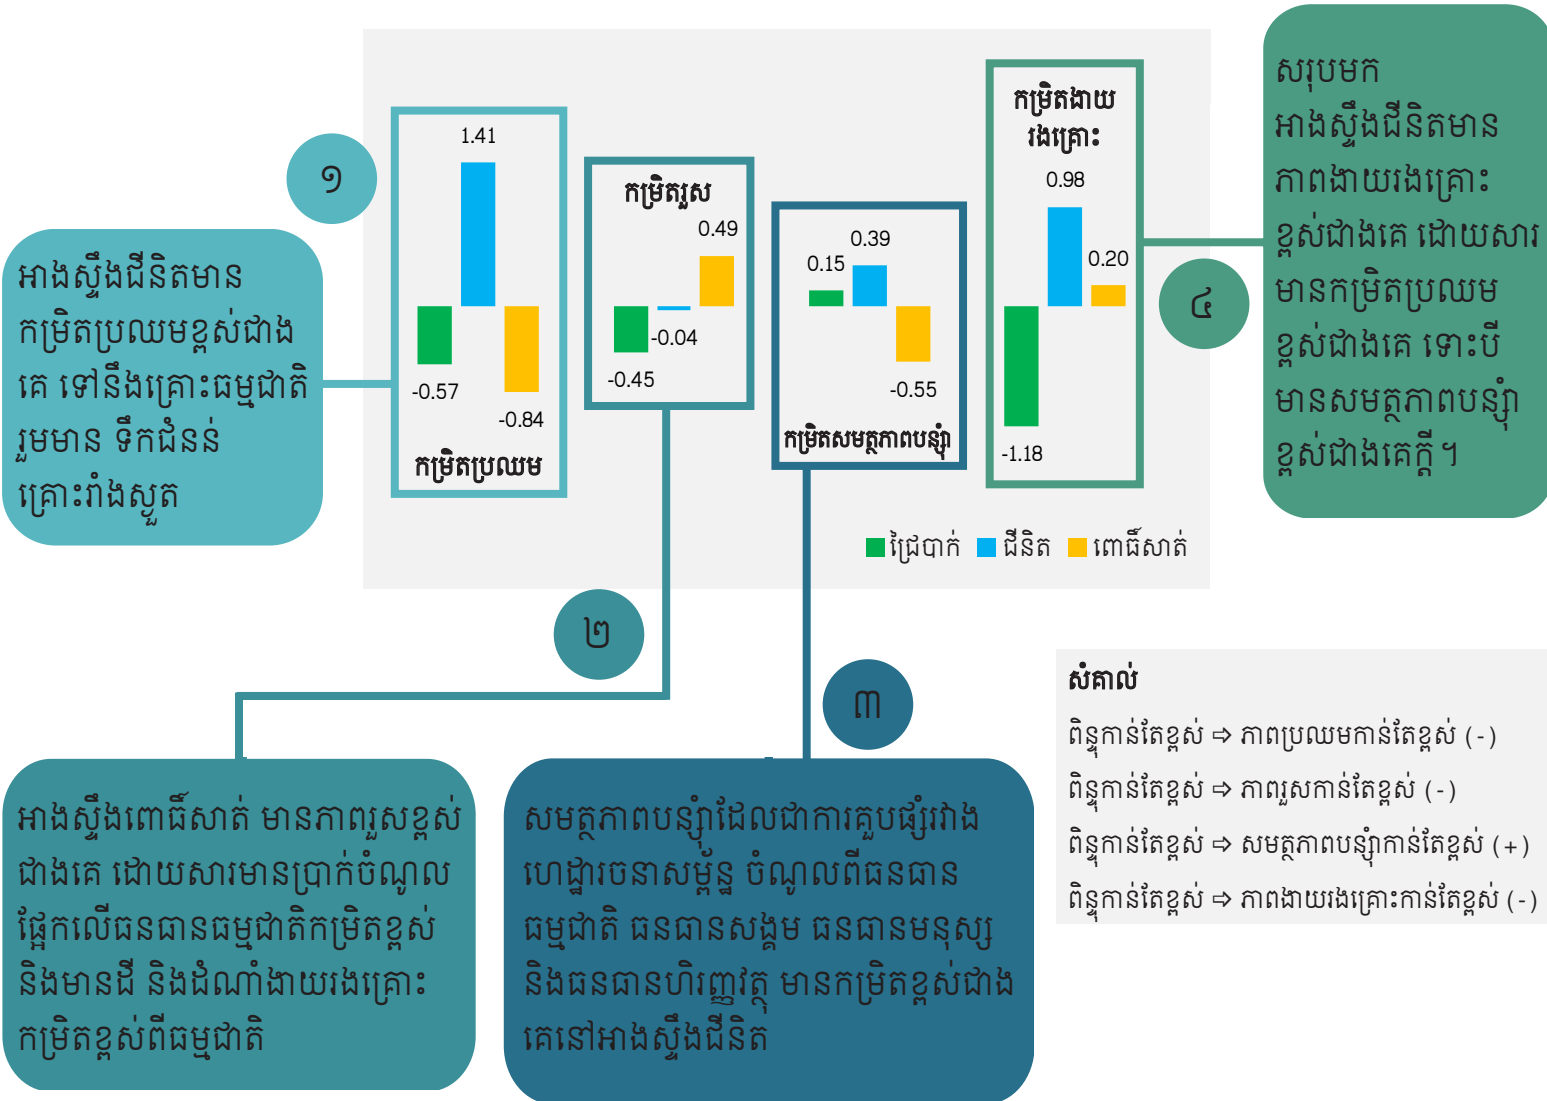 ១
អាងស្ទឹងជីនិតមាន
កម្រិតប្រឈមខ្ពស់ជាង
គេ ទៅនឹងគ្រោះធម្មជាតិ
រួមមាន ទឹកជំនន់
គ្រោះរាំងស្ងួត
1.41
-0.57
-0.84
កម្រិតប្រឈម
កម្រិតរួស
0.49
-0.04
-0.45
0.39
0.15
-0.55
កម្រិតសមត្ថភាពបន្ស៊ាំ
កម្រិតងាយ
រងគ្រោះ
0.98
0.20
-1.18
ជ្រៃបាក់ ជីនិត ពោធិ៍សាត់
៤
សរុបមក
អាងស្ទឹងជីនិតមាន
ភាពងាយរងគ្រោះ
ខ្ពស់ជាងគេ ដោយសារ
មានកម្រិតប្រឈម
ខ្ពស់ជាងគេ ទោះបី
មានសមត្ថភាពបន្ស៊ាំ
ខ្ពស់ជាងគេក្តី។
២
អាងស្ទឹងពោធិ៍សាត់ មានភាពរួសខ្ពស់
ជាងគេ ដោយសារមានប្រាក់ចំណូល
ផ្អែកលើធនធានធម្មជាតិកម្រិតខ្ពស់
និងមានដី និងដំណាំងាយរងគ្រោះ
កម្រិតខ្ពស់ពីធម្មជាតិ
៣
សមត្ថភាពបន្ស៊ាំដែលជាការគួបផ្សំរវាង
ហេដ្ឋារចនាសម្ព័ន្ធ ចំណូលពីធនធាន
ធម្មជាតិ ធនធានសង្គម ធនធានមនុស្ស
និងធនធានហិរញ្ញវត្ថុ មានកម្រិតខ្ពស់ជាង
គេនៅអាងស្ទឹងជីនិត
សំគាល់
ពិន្ទុកាន់តែខ្ពស់ ⇨ ភាពប្រឈមកាន់តែខ្ពស់ (-)
ពិន្ទុកាន់តែខ្ពស់ ⇨ ភាពរួសកាន់តែខ្ពស់ (-)
ពិន្ទុកាន់តែខ្ពស់ ⇨ សមត្ថភាពបន្ស៊ាំកាន់តែខ្ពស់ (+)
ពិន្ទុកាន់តែខ្ពស់ ⇨ ភាពងាយរងគ្រោះកាន់តែខ្ពស់ (-)